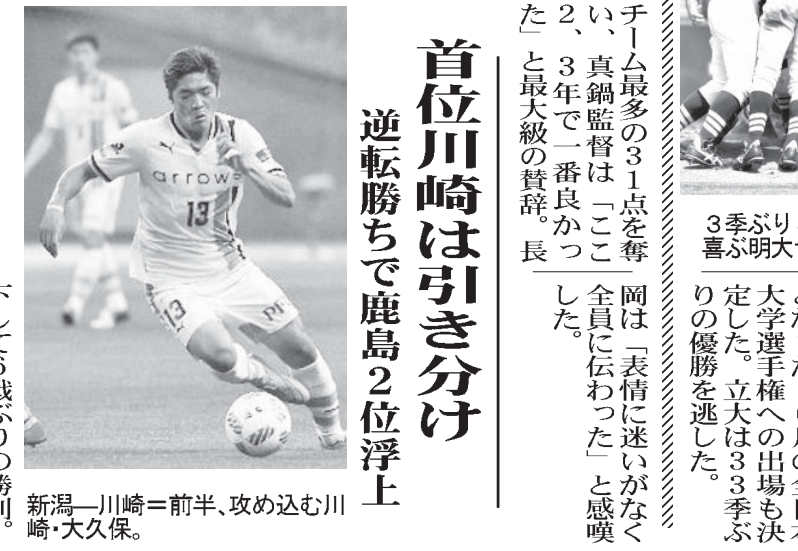 ３季ぶり
喜ぶ明大
大学選手権への出場も決
定した。立大は３３季ぶ
りの優勝を逃した。
チーム最多の３１点を奪
い、真鍋監督は「ここ
２、３年で一番良かっ
た」と最大級の賛辞。長
岡は「表情に迷いがなく
全員に伝わった」と感嘆
した。
首位川崎は引き分け
逆転勝ちで鹿島２位浮上
arrows
13
13
PF
新潟―川崎＝前半、攻め込む川
崎・大久保。